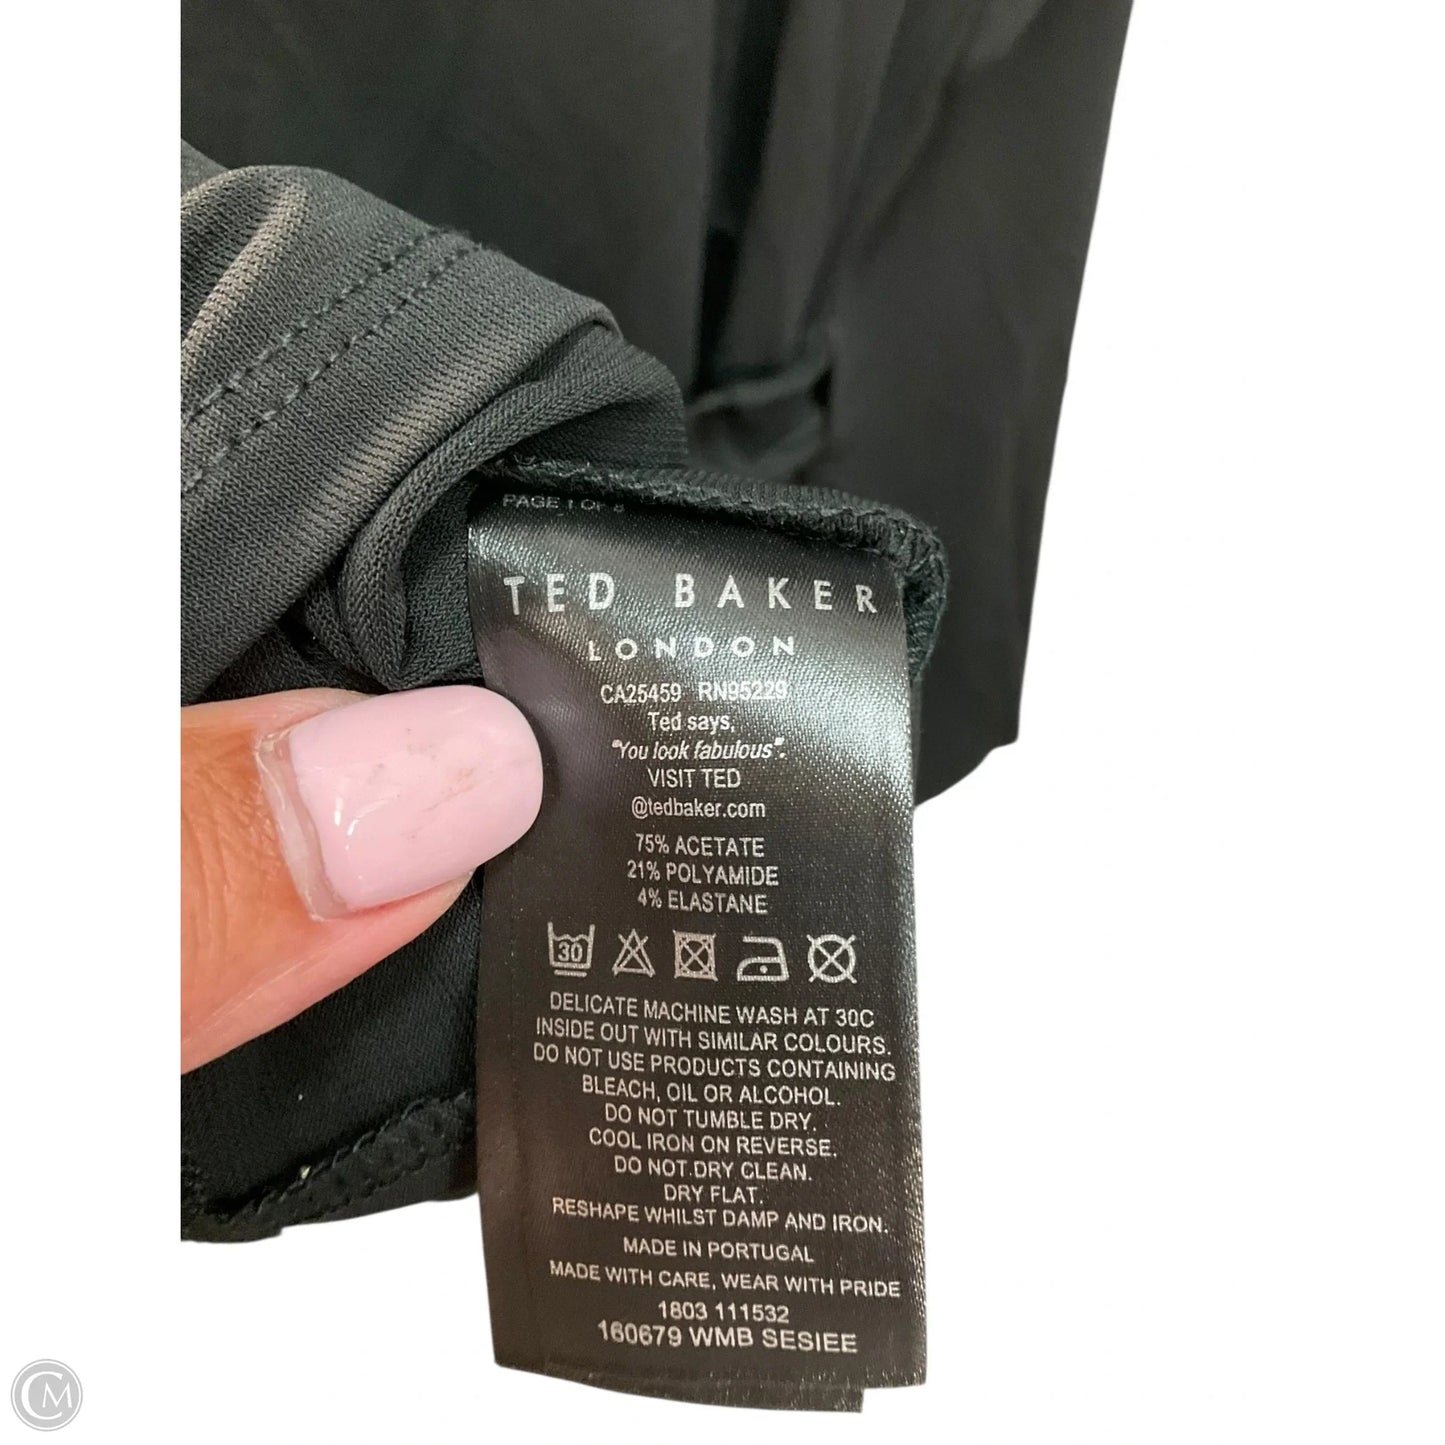 PAGE 1 OF 8
TED BAKER
LONDON
CA25459 RN95229
Ted says,
"You look fabulous".
VISIT TED
@tedbaker.com
75% ACETATE
21% POLYAMIDE
4% ELASTANE
30
DELICATE MACHINE WASH AT 30C
INSIDE OUT WITH SIMILAR COLOURS.
DO NOT USE PRODUCTS CONTAINING
BLEACH, OIL OR ALCOHOL.
DO NOT TUMBLE DRY.
COOL IRON ON REVERSE.
DO NOT DRY CLEAN.
DRY FLAT.
RESHAPE WHILST DAMP AND IRON.
MADE IN PORTUGAL
MADE WITH CARE, WEAR WITH PRIDE
1803 111532
160679 WMB SESIEE
CM